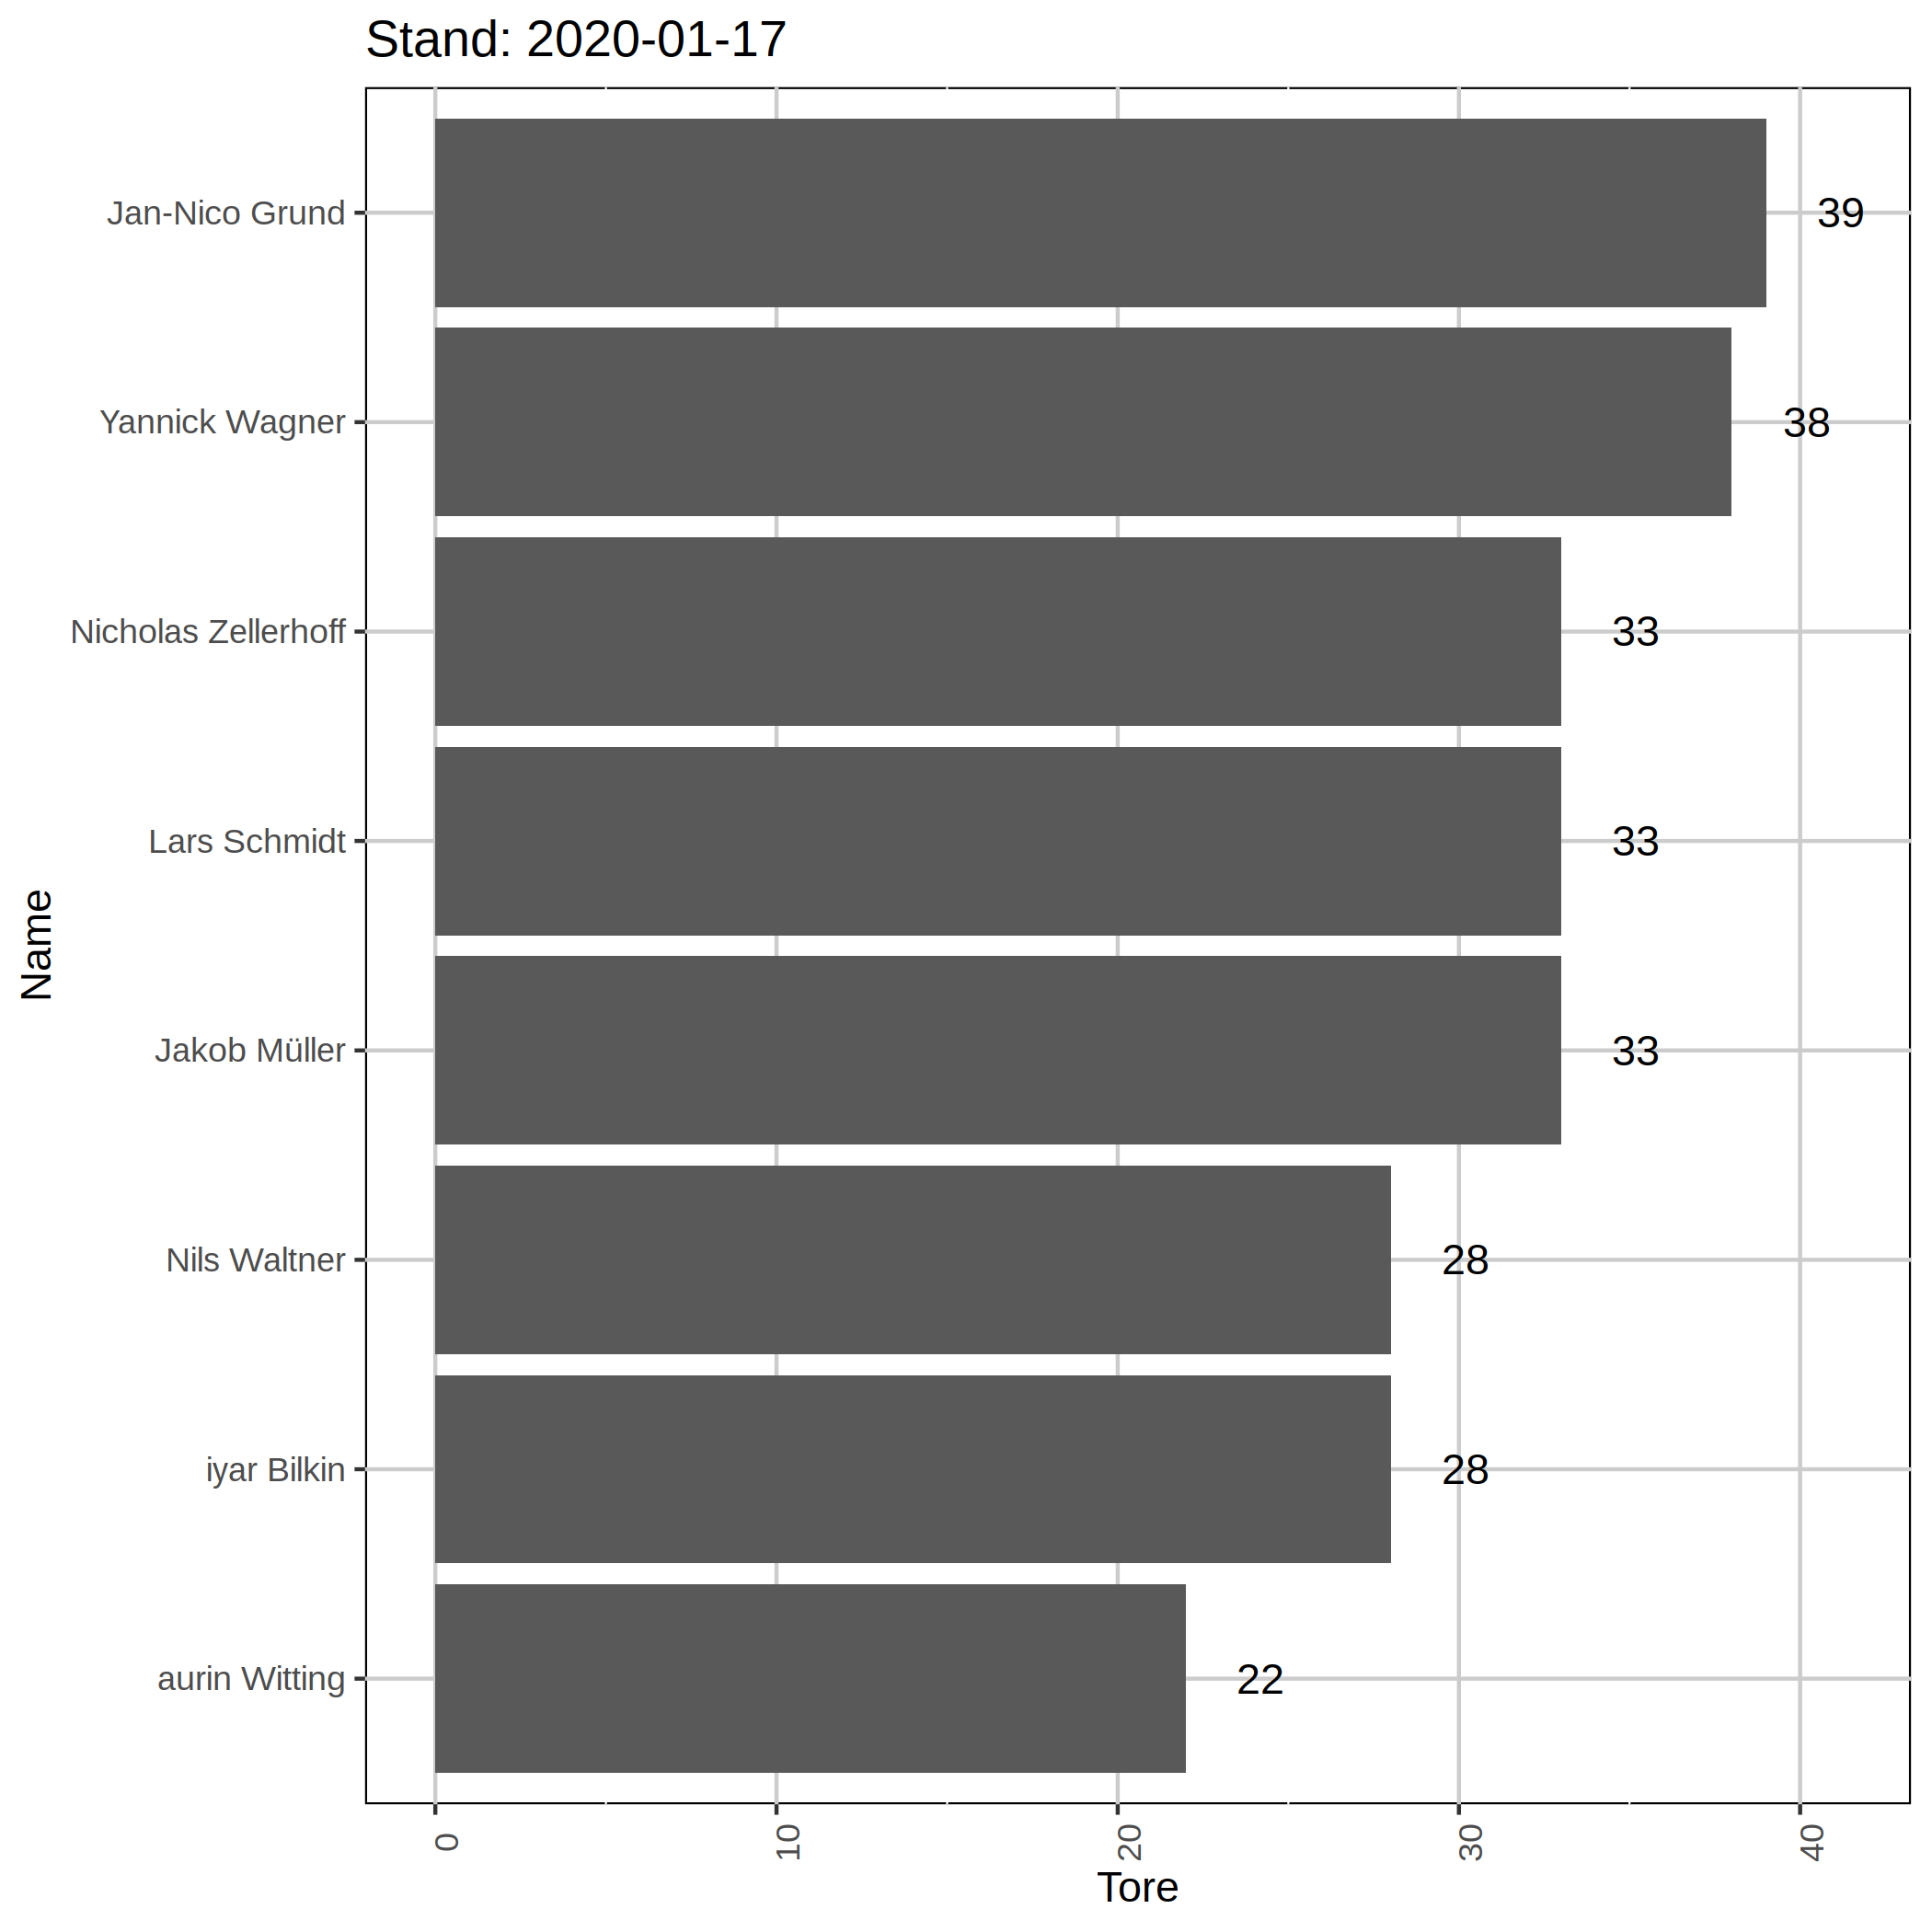 Stand: 2020-01-17
Jan-Nico Grund 39
Yannick Wagner 38
Nicholas Zellerhoff 33
Lars Schmidt 33
Jakob Müller 33
Nils Waltner 28
iyar Bilkin 28
aurin Witting 22
Name
0 10 20 30 40
Tore